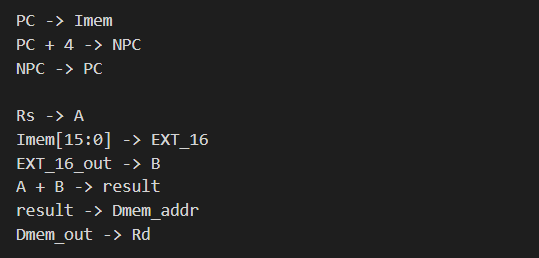 PC -> Imem
PC + 4 -> NPC
NPC -> PC
Rs -> A
Imem[15:0] -> EXT_16
EXT_16_out -> B
A + B -> result
result -> Dmem_addr
Dmem_out -> Rd